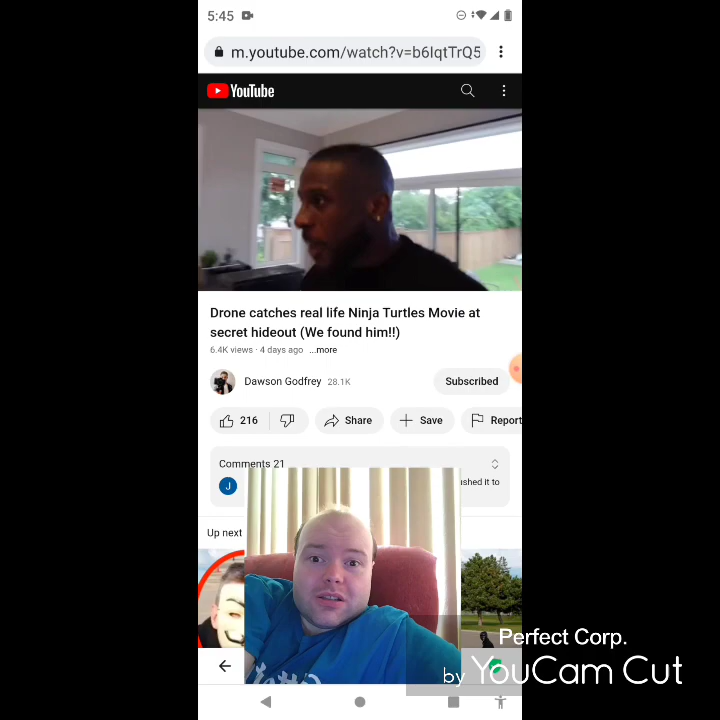 5:45
m.youtube.com/watch?v=b6IqtTrQ5
YouTube
Drone catches real life Ninja Turtles Movie at
secret hideout (We found him!!)
6.4K views · 4 days ago ...more
Dawson Godfrey 28.1K
Subscribed
216
Share
Save
Report
Comments 21
J
ushed it to
Up next
Perfect Corp.
by YouCam Cut